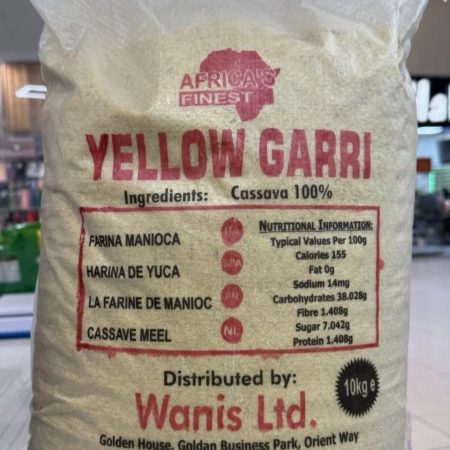 AFRICA'S
FINEST
YELLOW GARRI
Ingredients: Cassava 100%
FARINA MANIOCA ITA
HARINA DE YUCA SPA
LA FARINE DE MANIOC FR
CASSAVE MEEL NL
NUTRITIONAL INFORMATION:
Typical Values Per 100g
Calories 155
Fat 0g
Sodium 14mg
Carbohydrates 38.028g
Fibre 1.408g
Sugar 7.042g
Protein 1.408g
Distributed by:
10kg e
Wanis Ltd.
Golden House, Goldan Business Park, Orient Way